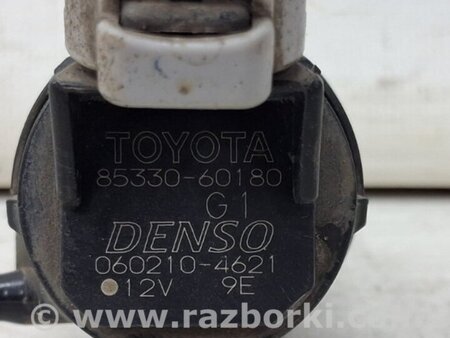 TOYOTA
85330-60180
G1
DENSO
060210-4621
12V 9E
www.razborki.com